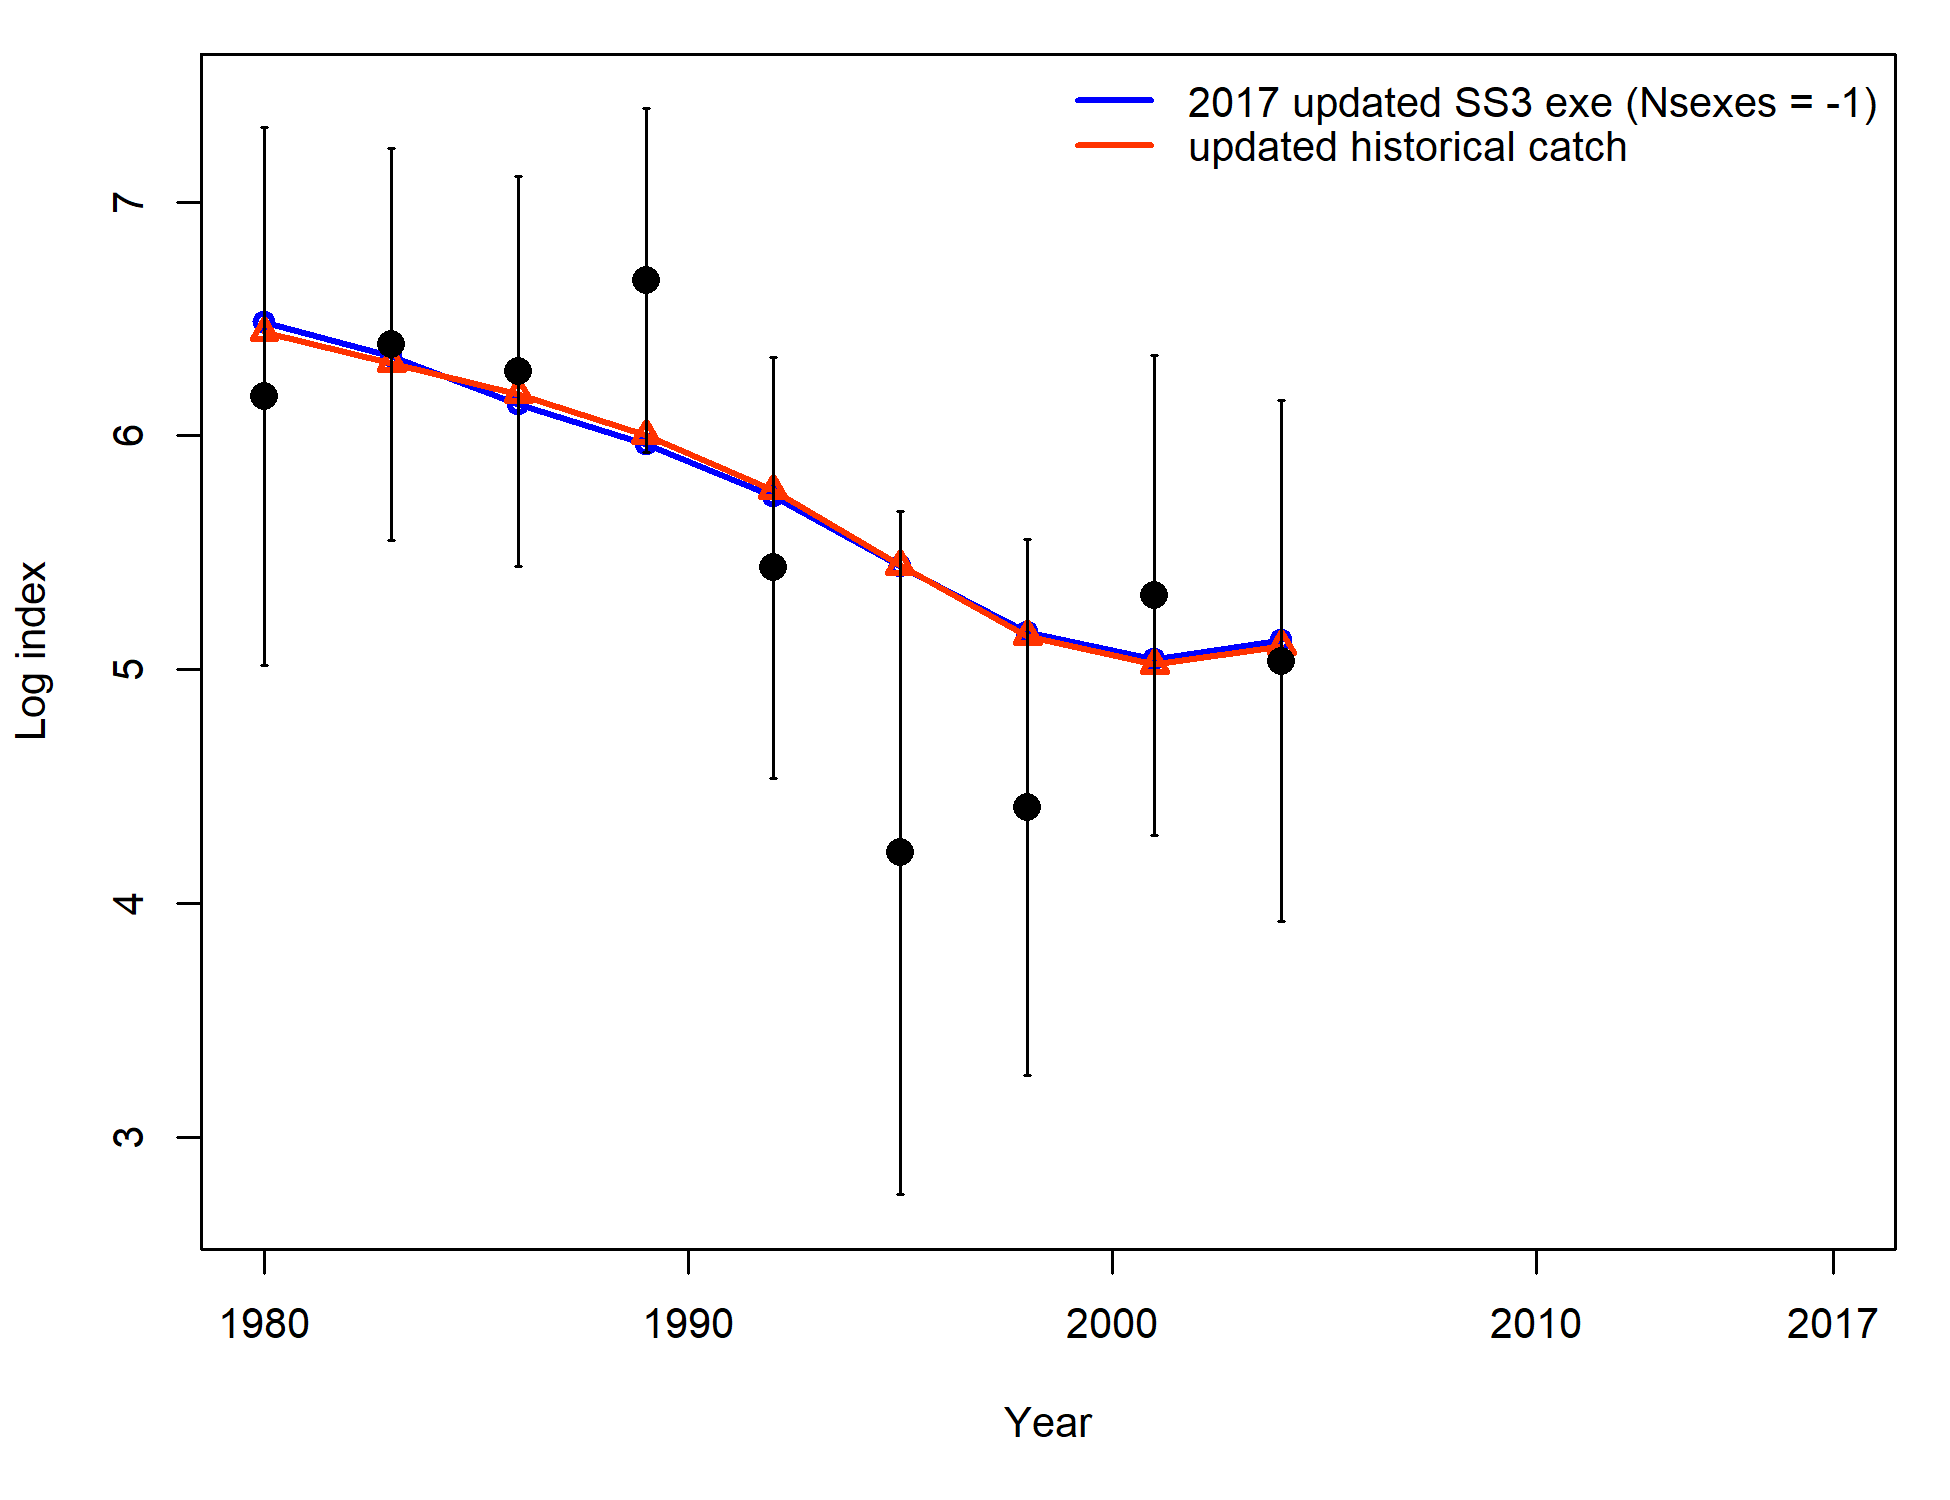 2017 updated SS3 exe (Nsexes = -1)
updated historical catch
7
6
5
4
3
Log index
1980 1990 2000 2010 2017
Year